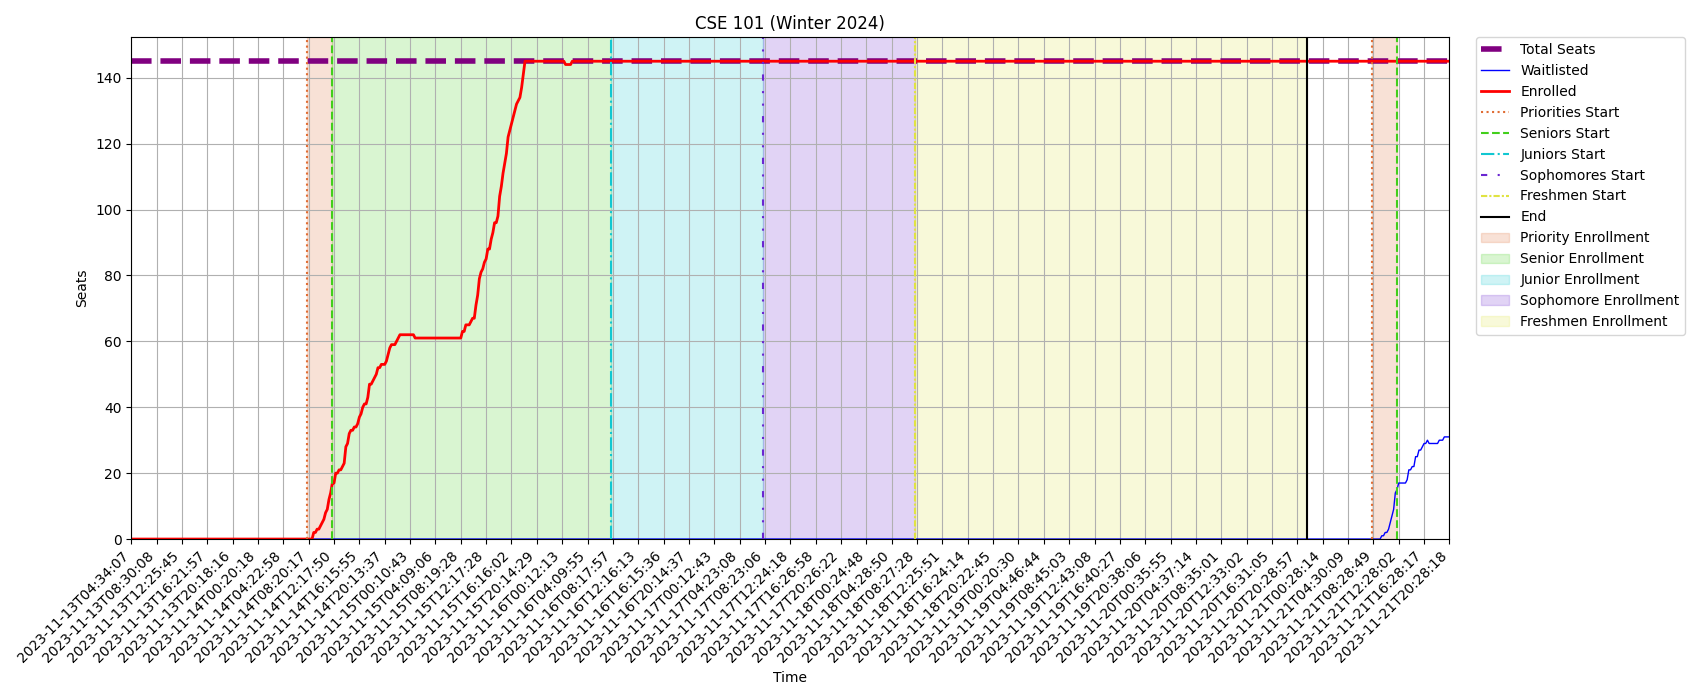 CSE 101 (Winter 2024)
Seats
140
120
100
80
60
40
20
0
2023-11-13T04:34:07
2023-11-13T08:30:08
2023-11-13T12:25:45
2023-11-13T16:21:57
2023-11-13T20:18:16
2023-11-14T00:20:18
2023-11-14T04:22:58
2023-11-14T08:20:17
2023-11-14T12:17:50
2023-11-14T16:15:55
2023-11-14T20:13:37
2023-11-15T00:10:43
2023-11-15T04:09:06
2023-11-15T08:19:28
2023-11-15T12:17:28
2023-11-15T16:16:02
2023-11-15T20:14:29
2023-11-16T00:12:13
2023-11-16T04:09:55
2023-11-16T08:17:57
2023-11-16T12:16:13
2023-11-16T16:15:36
2023-11-16T20:14:37
2023-11-17T00:12:43
2023-11-17T04:23:08
2023-11-17T08:23:06
2023-11-17T12:24:18
2023-11-17T16:26:58
2023-11-17T20:26:22
2023-11-18T00:24:48
2023-11-18T04:28:50
2023-11-18T08:27:28
2023-11-18T12:25:51
2023-11-18T16:24:14
2023-11-18T20:22:45
2023-11-19T00:20:30
2023-11-19T04:46:44
2023-11-19T08:45:03
2023-11-19T12:43:08
2023-11-19T16:40:27
2023-11-19T20:38:06
2023-11-20T00:35:55
2023-11-20T04:37:14
2023-11-20T08:35:01
2023-11-20T12:33:02
2023-11-20T16:31:05
2023-11-20T20:28:57
2023-11-21T00:28:14
2023-11-21T04:30:09
2023-11-21T08:28:49
2023-11-21T12:28:02
2023-11-21T16:28:17
2023-11-21T20:28:18
Time
Total Seats
Waitlisted
Enrolled
Priorities Start
Seniors Start
Juniors Start
Sophomores Start
Freshmen Start
End
Priority Enrollment
Senior Enrollment
Junior Enrollment
Sophomore Enrollment
Freshmen Enrollment